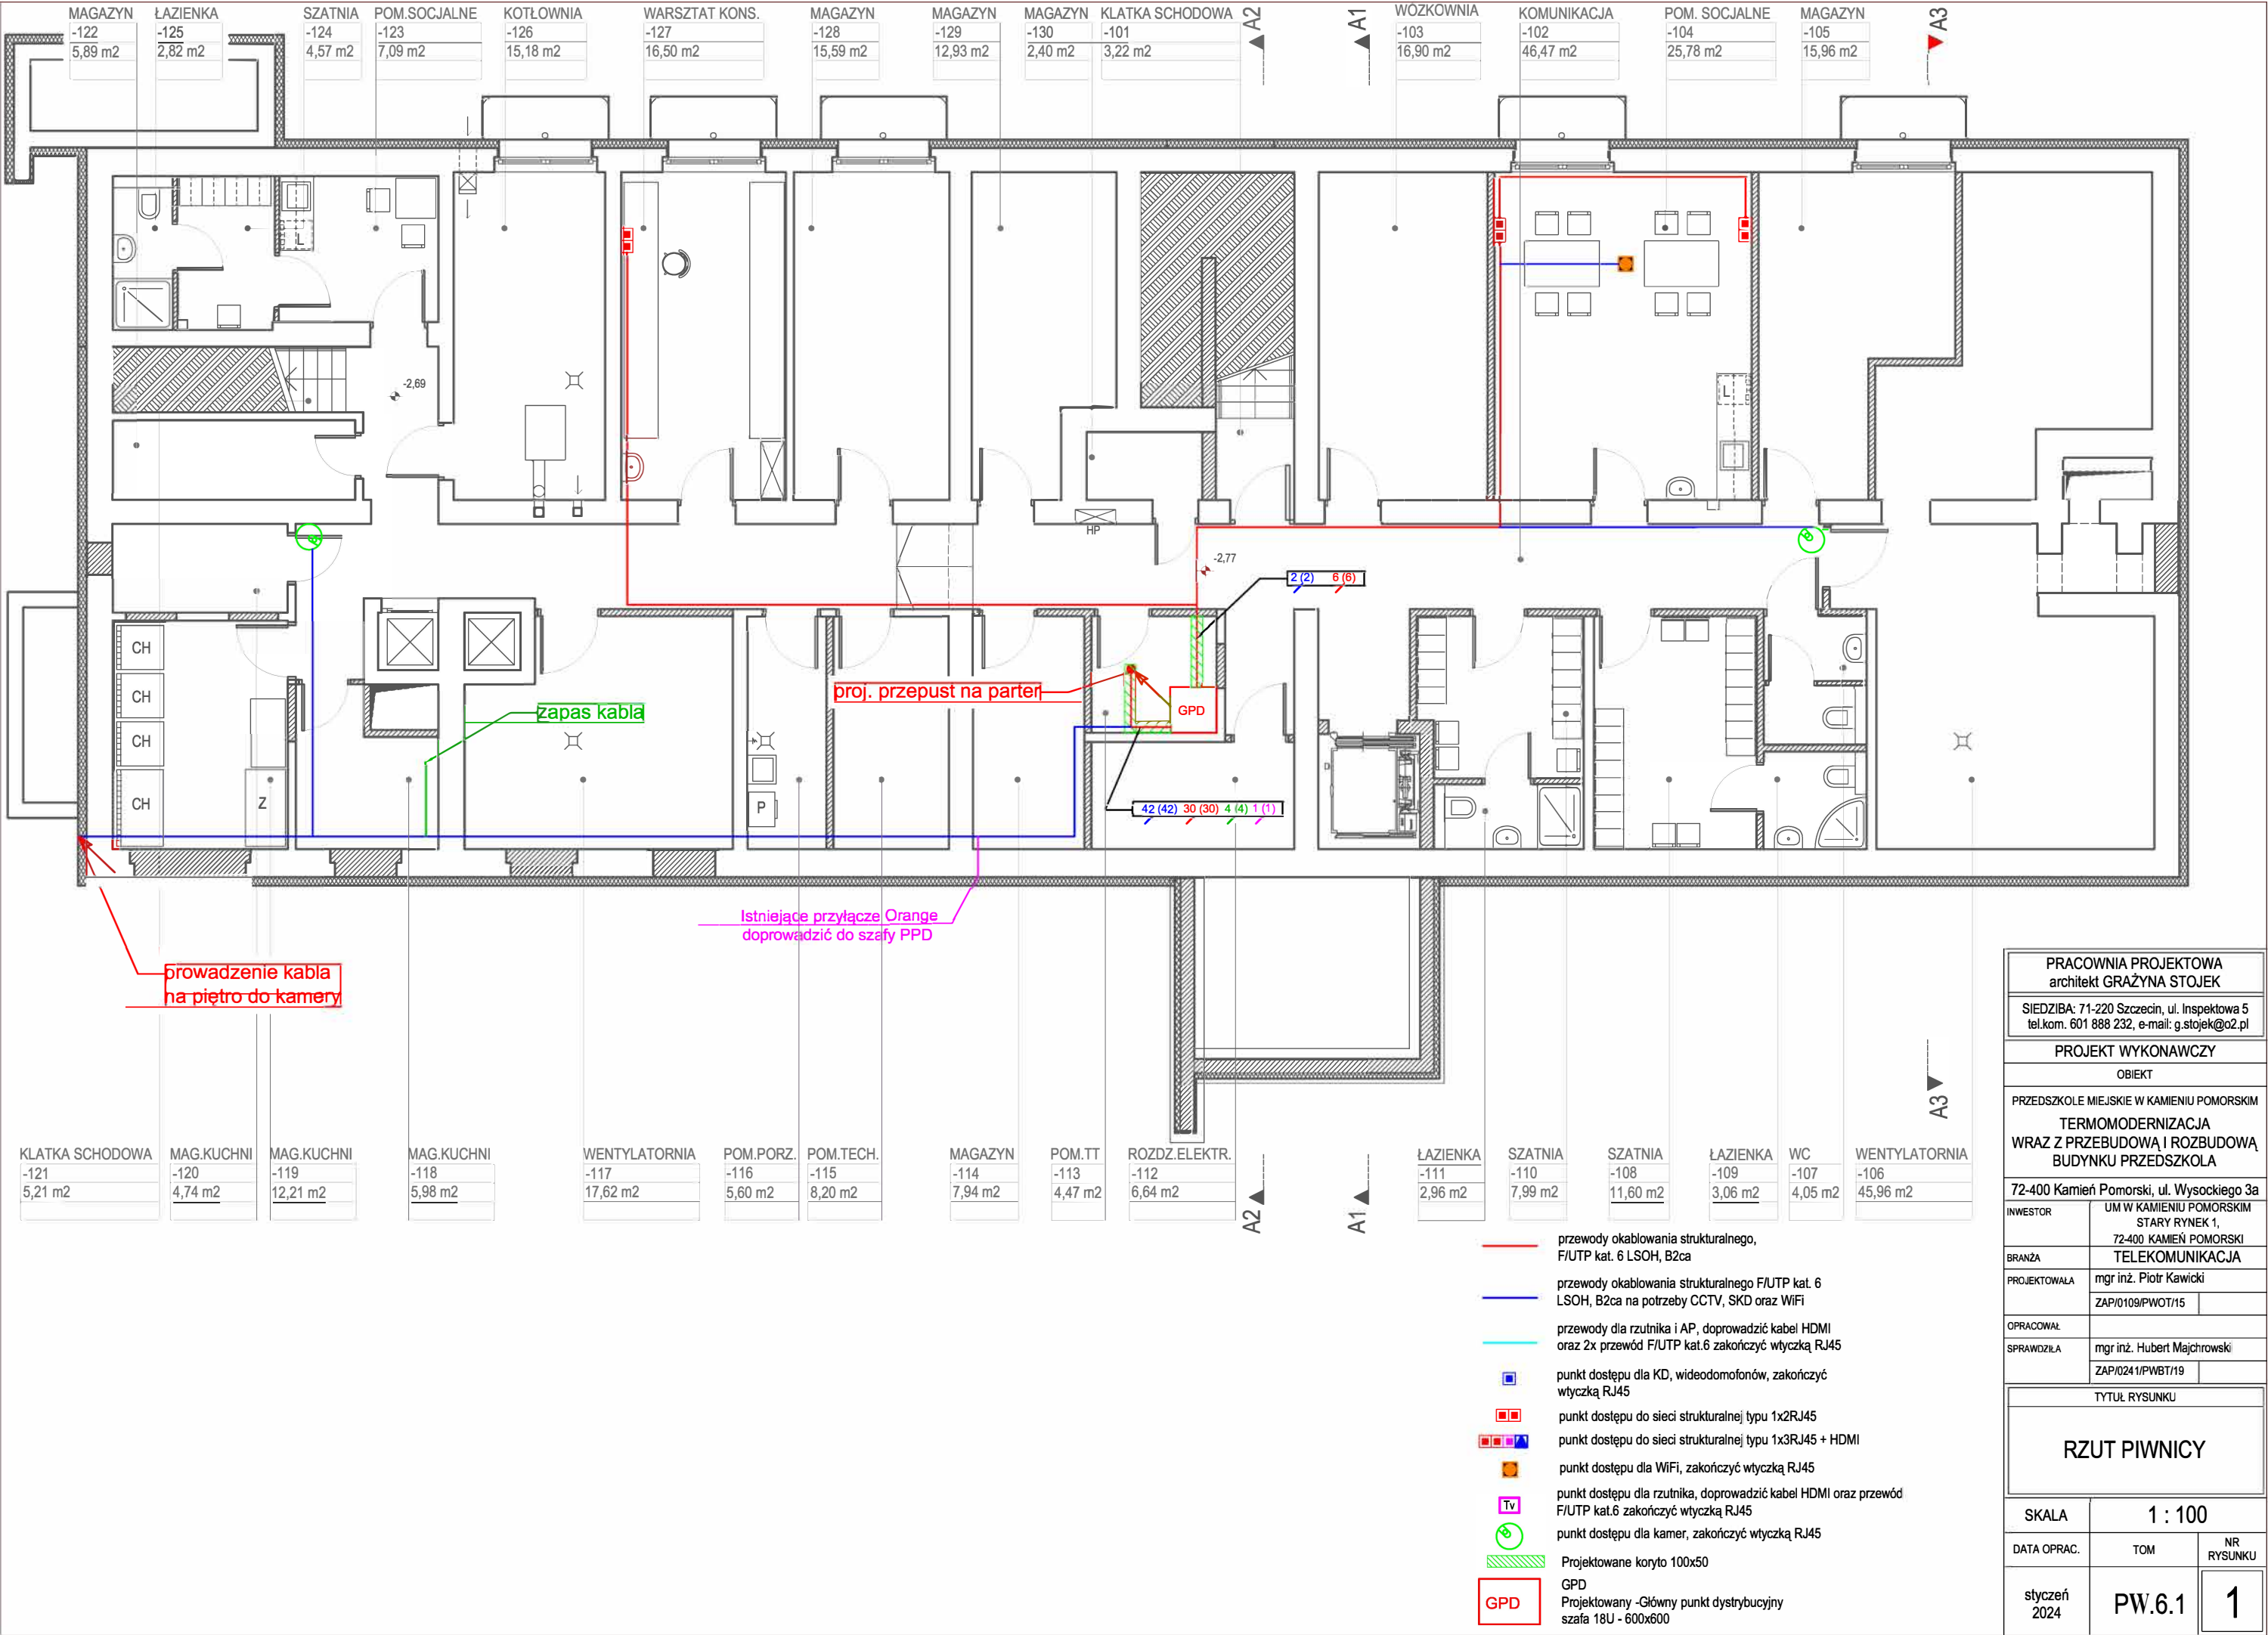 MAGAZYN
-122
5,89 m2
ŁAZIENKA
-125
2,82 m2
SZATNIA
-124
4,57 m2
POM.SOCJALNE
-123
7,09 m2
KOTŁOWNIA
-126
15,18 m2
WARSZTAT KONS.
-127
16,50 m2
MAGAZYN
-128
15,59 m2
MAGAZYN
-129
12,93 m2
MAGAZYN
-130
2,40 m2
KLATKA SCHODOWA
-101
3,22 m2
A2
A1
WÓZKOWNIA
-103
16,90 m2
KOMUNIKACJA
-102
46,47 m2
POM. SOCJALNE
-104
25,78 m2
MAGAZYN
-105
15,96 m2
A3
L
-2,69
L
HP
-2,77
2 (2) 6 (6)
CH
CH
CH
CH
Z
zapas kabla
proj. przepust na parter
GPD
P
42 (42) 30 (30) 4 (4) 1 (1)
Istniejące przyłącze Orange
doprowadzić do szafy PPD
prowadzenie kabla
na piętro do kamery
KLATKA SCHODOWA
-121
5,21 m2
MAG.KUCHNI
-120
4,74 m2
MAG.KUCHNI
-119
12,21 m2
MAG.KUCHNI
-118
5,98 m2
WENTYLATORNIA
-117
17,62 m2
POM.PORZ.
-116
5,60 m2
POM.TECH.
-115
8,20 m2
MAGAZYN
-114
7,94 m2
POM.TT
-113
4,47 m2
ROZDZ.ELEKTR.
-112
6,64 m2
A2
A1
ŁAZIENKA
-111
2,96 m2
SZATNIA
-110
7,99 m2
SZATNIA
-108
11,60 m2
ŁAZIENKA
-109
3,06 m2
WC
-107
4,05 m2
WENTYLATORNIA
-106
45,96 m2
A3
przewody okablowania strukturalnego,
F/UTP kat. 6 LSOH, B2ca
przewody okablowania strukturalnego F/UTP kat. 6
LSOH, B2ca na potrzeby CCTV, SKD oraz WiFi
przewody dla rzutnika i AP, doprowadzić kabel HDMI
oraz 2x przewód F/UTP kat.6 zakończyć wtyczką RJ45
punkt dostępu dla KD, wideodomofonów, zakończyć
wtyczką RJ45
punkt dostępu do sieci strukturalnej typu 1x2RJ45
punkt dostępu do sieci strukturalnej typu 1x3RJ45 + HDMI
punkt dostępu dla WiFi, zakończyć wtyczką RJ45
Tv
punkt dostępu dla rzutnika, doprowadzić kabel HDMI oraz przewód
F/UTP kat.6 zakończyć wtyczką RJ45
punkt dostępu dla kamer, zakończyć wtyczką RJ45
Projektowane koryto 100x50
GPD
GPD
Projektowany -Główny punkt dystrybucyjny
szafa 18U - 600x600
PRACOWNIA PROJEKTOWA
architekt GRAŻYNA STOJEK
SIEDZIBA: 71-220 Szczecin, ul. Inspektowa 5
tel.kom. 601 888 232, e-mail: g.stojek@o2.pl
PROJEKT WYKONAWCZY
OBIEKT
PRZEDSZKOLE MIEJSKIE W KAMIENIU POMORSKIM
TERMOMODERNIZACJA
WRAZ Z PRZEBUDOWĄ I ROZBUDOWĄ
BUDYNKU PRZEDSZKOLA
72-400 Kamień Pomorski, ul. Wysockiego 3a
INWESTOR
UM W KAMIENIU POMORSKIM
STARY RYNEK 1,
72-400 KAMIEŃ POMORSKI
BRANŻA
TELEKOMUNIKACJA
PROJEKTOWAŁA
mgr inż. Piotr Kawicki
ZAP/0109/PWOT/15
OPRACOWAŁ
SPRAWDZIŁA
mgr inż. Hubert Majchrowski
ZAP/0241/PWBT/19
TYTUŁ RYSUNKU
RZUT PIWNICY
SKALA
1 : 100
DATA OPRAC.
TOM
NR
RYSUNKU
styczeń
2024
PW.6.1
1